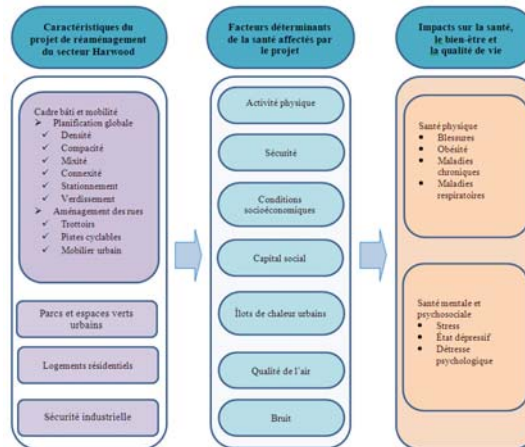 Caractéristiques du
projet de réaménagement
du secteur Harwood
Cadre bâti et mobilité
➤ Planification globale
✓ Densité
✓ Compacité
✓ Mixité
✓ Connexité
✓ Stationnement
✓ Verdissement
➤ Aménagement des rues
✓ Trottoirs
✓ Pistes cyclables
✓ Mobilier urbain
Parcs et espaces verts
urbains
Logements résidentiels
Sécurité industrielle
Facteurs déterminants
de la santé affectés par
le projet
Activité physique
Sécurité
Conditions
socioéconomiques
Capital social
Îlots de chaleur urbains
Qualité de l'air
Bruit
Impacts sur la santé,
le bien-être et
la qualité de vie
Santé physique
• Blessures
• Obésité
• Maladies
chroniques
• Maladies
respiratoires
Santé mentale et
psychosociale
• Stress
• État dépressif
• Détresse
psychologique